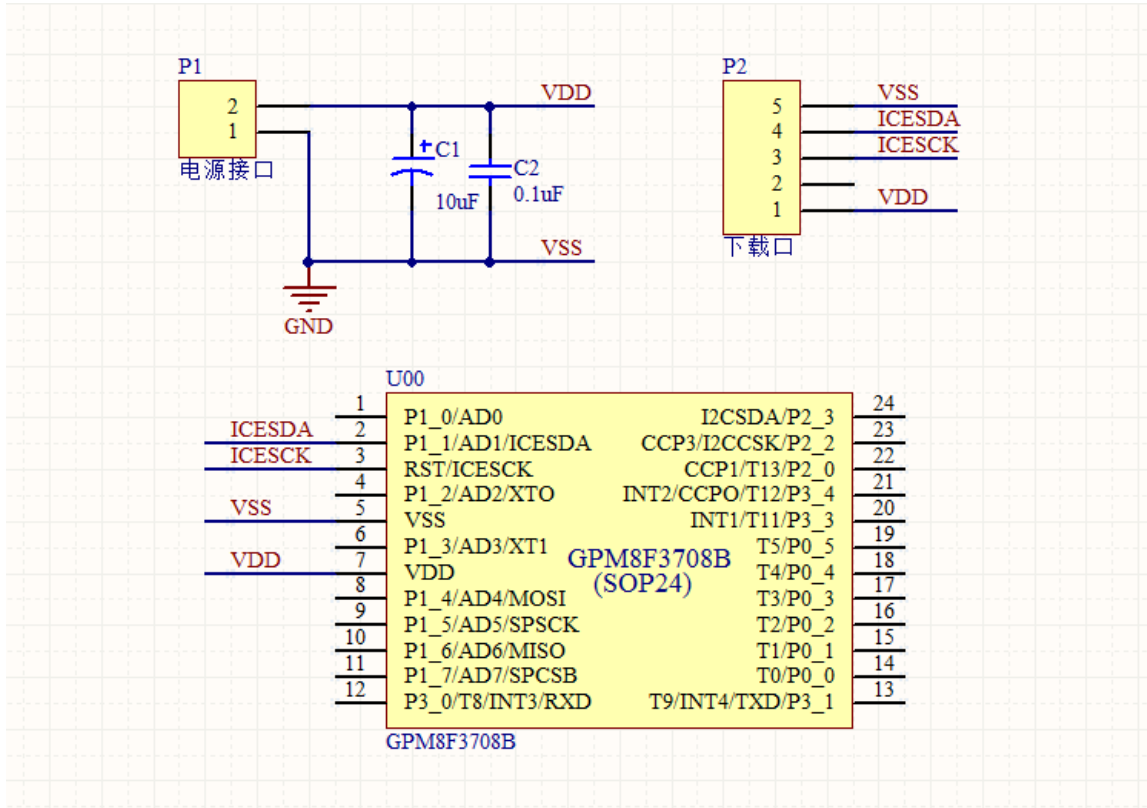 P1
2
1
电源接口
VDD
C1
10uF
C2
0.1uF
VSS
GND
P2
5
4
3
2
1
VSS
ICESDA
ICESCK
VDD
下载口
U00
ICESDA
ICESCK
VSS
VDD
1 P1_0/AD0 I2CSDA/P2_3 24
2 P1_1/AD1/ICESDA CCP3/I2CCSK/P2_2 23
3 RST/ICESCK CCP1/T13/P2_0 22
4 P1_2/AD2/XTO INT2/CCPO/T12/P3_4 21
5 VSS INT1/T11/P3_3 20
6 P1_3/AD3/XT1 T5/P0_5 19
7 VDD T4/P0_4 18
8 P1_4/AD4/MOSI T3/P0_3 17
9 P1_5/AD5/SPSCK T2/P0_2 16
10 P1_6/AD6/MISO T1/P0_1 15
11 P1_7/AD7/SPCSB T0/P0_0 14
12 P3_0/T8/INT3/RXD T9/INT4/TXD/P3_1 13
GPM8F3708B
(SOP24)
GPM8F3708B